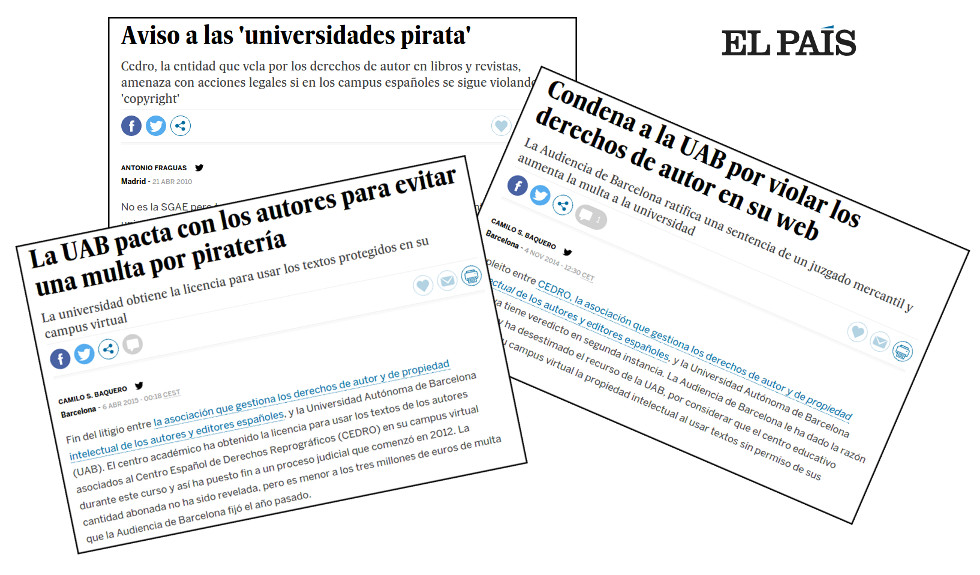 Aviso a las 'universidades pirata'
Cedro, la entidad que vela por los derechos de autor en libros y revistas,
amenaza con acciones legales si en los campus españoles se sigue violando
'copyright'
ANTONIO FRAGUAS
Madrid - 21 ABR 2010
No es la SGAE pero
EL PAÍS
Condena a la UAB por violar los
derechos de autor en su web
La Audiencia de Barcelona ratifica una sentencia de un juzgado mercantil y
aumenta la multa a la universidad
1
CAMILO S. BAQUERO
Barcelona - 4 NOV 2014 - 12:30 CET
pleito entre CEDRO, la asociación que gestiona los derechos de autor y de propiedad
intelectual de los autores y editores españoles, y la Universidad Autónoma de Barcelona
ya tiene veredicto en segunda instancia. La Audiencia de Barcelona le ha dado la razón
y ha desestimado el recurso de la UAB, por considerar que el centro educativo
campus virtual la propiedad intelectual al usar textos sin permiso de sus
La UAB pacta con los autores para evitar
una multa por piratería
La universidad obtiene la licencia para usar los textos protegidos en su
campus virtual
CAMILO S. BAQUERO
Barcelona - 6 ABR 2015 - 00:18 CEST
Fin del litigio entre la asociación que gestiona los derechos de autor y de propiedad
intelectual de los autores y editores españoles, y la Universidad Autónoma de Barcelona
(UAB). El centro académico ha obtenido la licencia para usar los textos de los autores
asociados al Centro Español de Derechos Reprográficos (CEDRO) en su campus virtual
durante este curso y así ha puesto fin a un proceso judicial que comenzó en 2012. La
cantidad abonada no ha sido revelada, pero es menor a los tres millones de euros de multa
que la Audiencia de Barcelona fijó el año pasado.